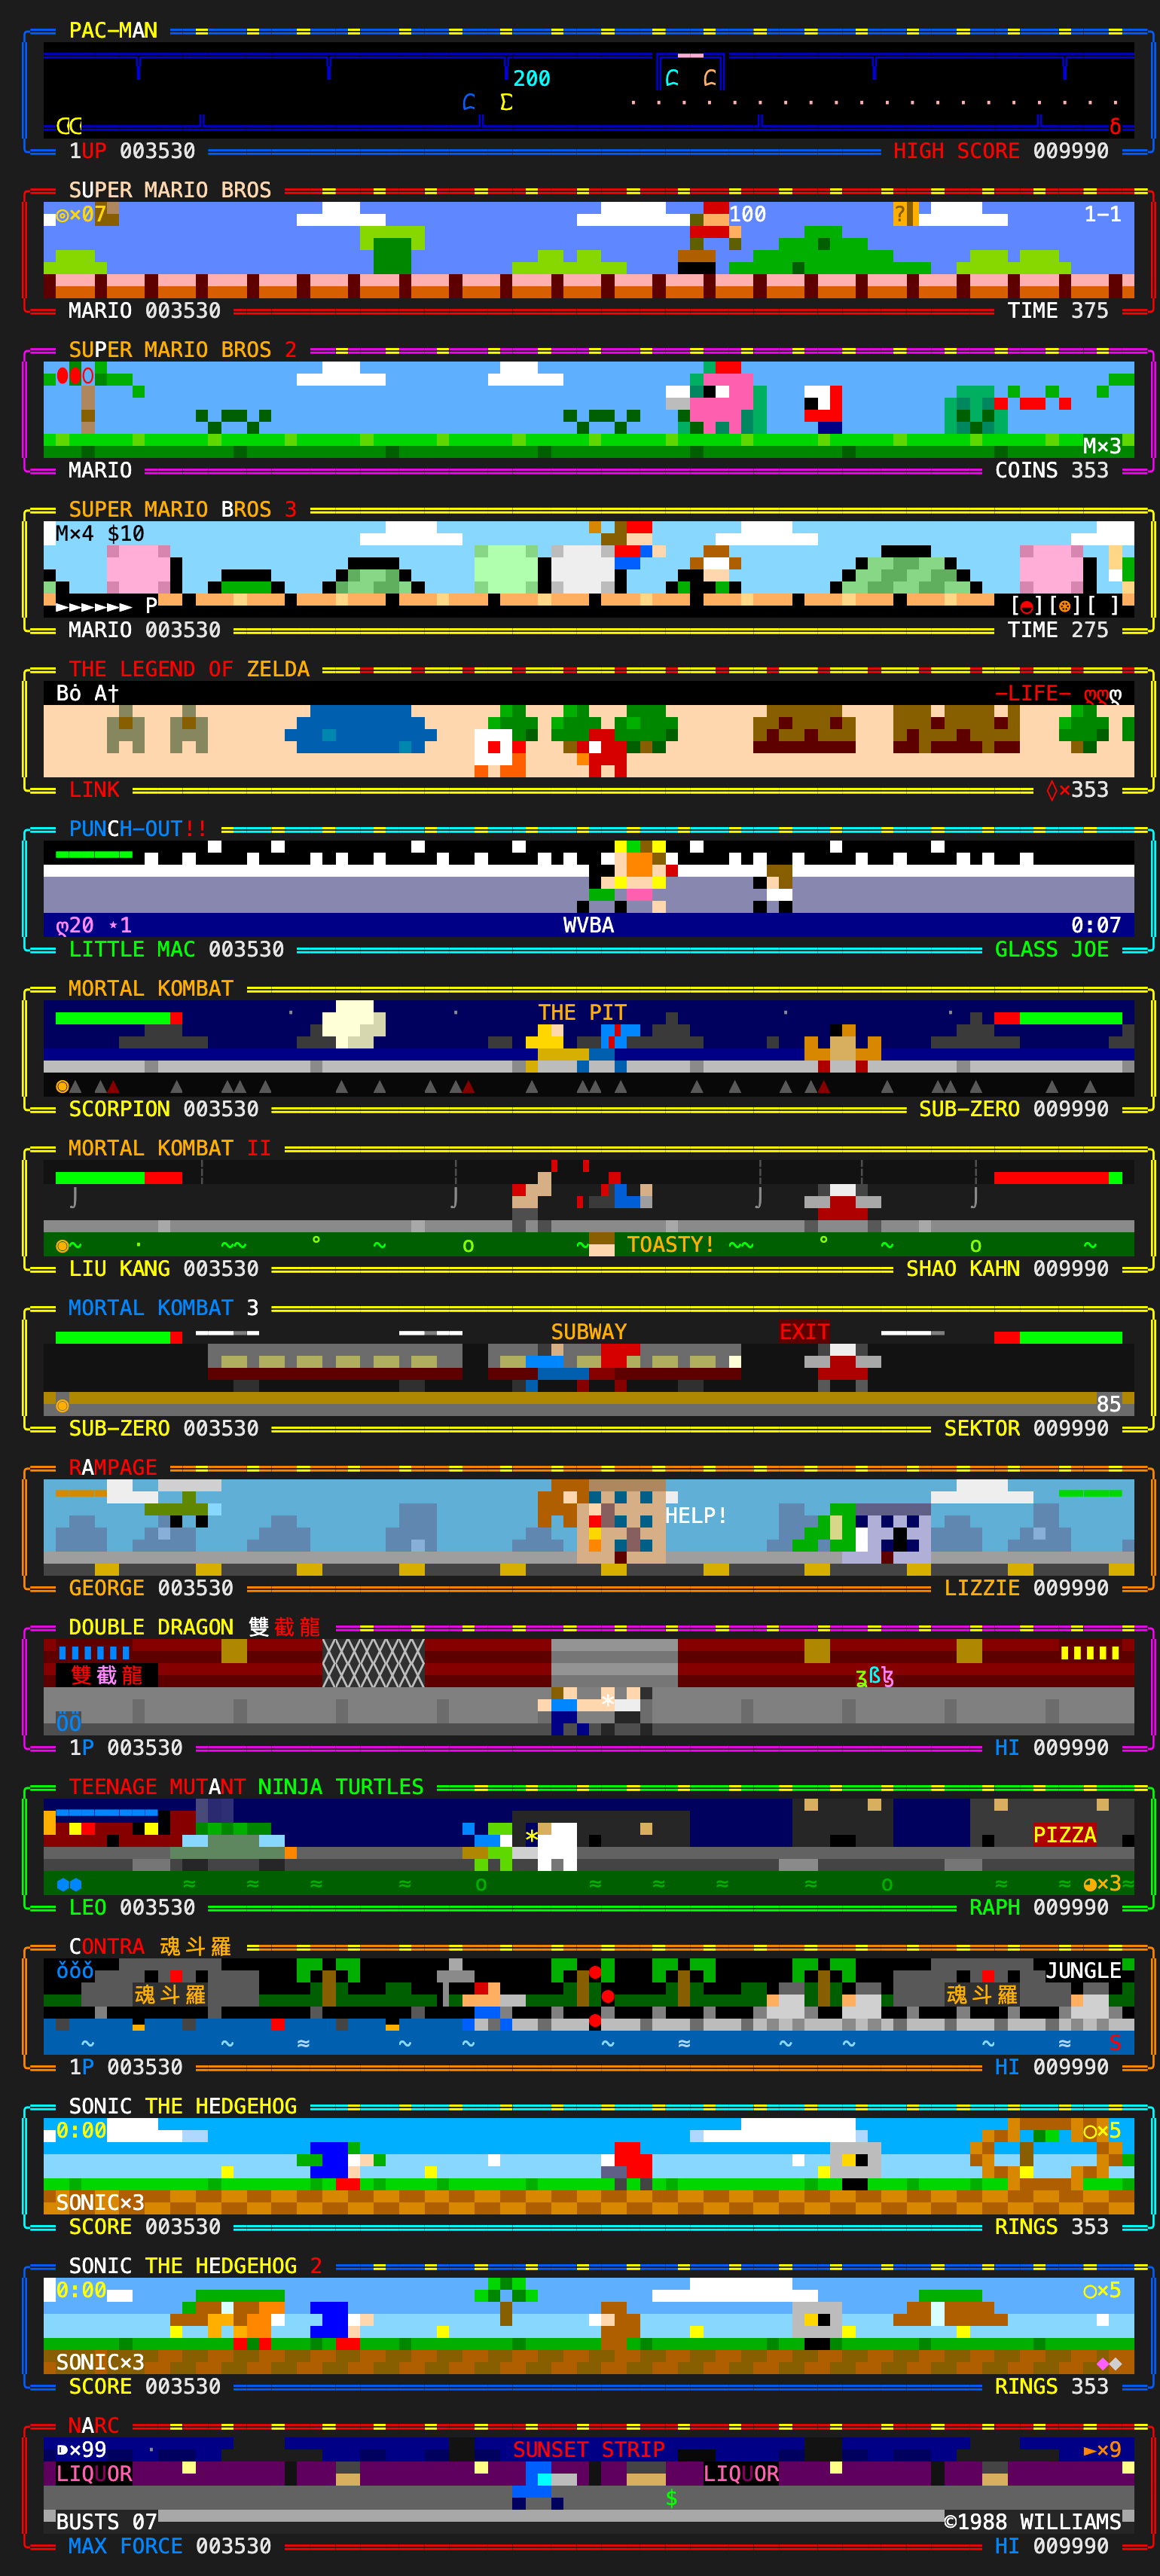 PAC-MAN
200
1UP 003530 HIGH SCORE 009990
SUPER MARIO BROS
◎×07 100 ? 1-1
MARIO 003530 TIME 375
SUPER MARIO BROS 2
M×3
MARIO COINS 353
SUPER MARIO BROS 3
M×4 $10
►►►►►► P [◓][⊛][ ]
MARIO 003530 TIME 275
THE LEGEND OF ZELDA
Bȯ A† -LIFE- ღღღ
LINK ◊×353
PUNCH-OUT!!
ღ20 ⋆1 WVBA 0:07
LITTLE MAC 003530 GLASS JOE
MORTAL KOMBAT
THE PIT
SCORPION 003530 SUB-ZERO 009990
MORTAL KOMBAT II
TOASTY!
LIU KANG 003530 SHAO KAHN 009990
MORTAL KOMBAT 3
SUBWAY EXIT
85
SUB-ZERO 003530 SEKTOR 009990
RAMPAGE
HELP!
GEORGE 003530 LIZZIE 009990
DOUBLE DRAGON 雙截龍
雙截龍
1P 003530 HI 009990
TEENAGE MUTANT NINJA TURTLES
PIZZA
◕×3
LEO 003530 RAPH 009990
CONTRA 魂斗羅
ǒǒǒ JUNGLE
魂斗羅 魂斗羅
S
1P 003530 HI 009990
SONIC THE HEDGEHOG
0:00 ○×5
SONIC×3
SCORE 003530 RINGS 353
SONIC THE HEDGEHOG 2
0:00 ○×5
SONIC×3
SCORE 003530 RINGS 353
NARC
×99 SUNSET STRIP ►×9
LIQUOR LIQUOR
$
BUSTS 07 ©1988 WILLIAMS
MAX FORCE 003530 HI 009990